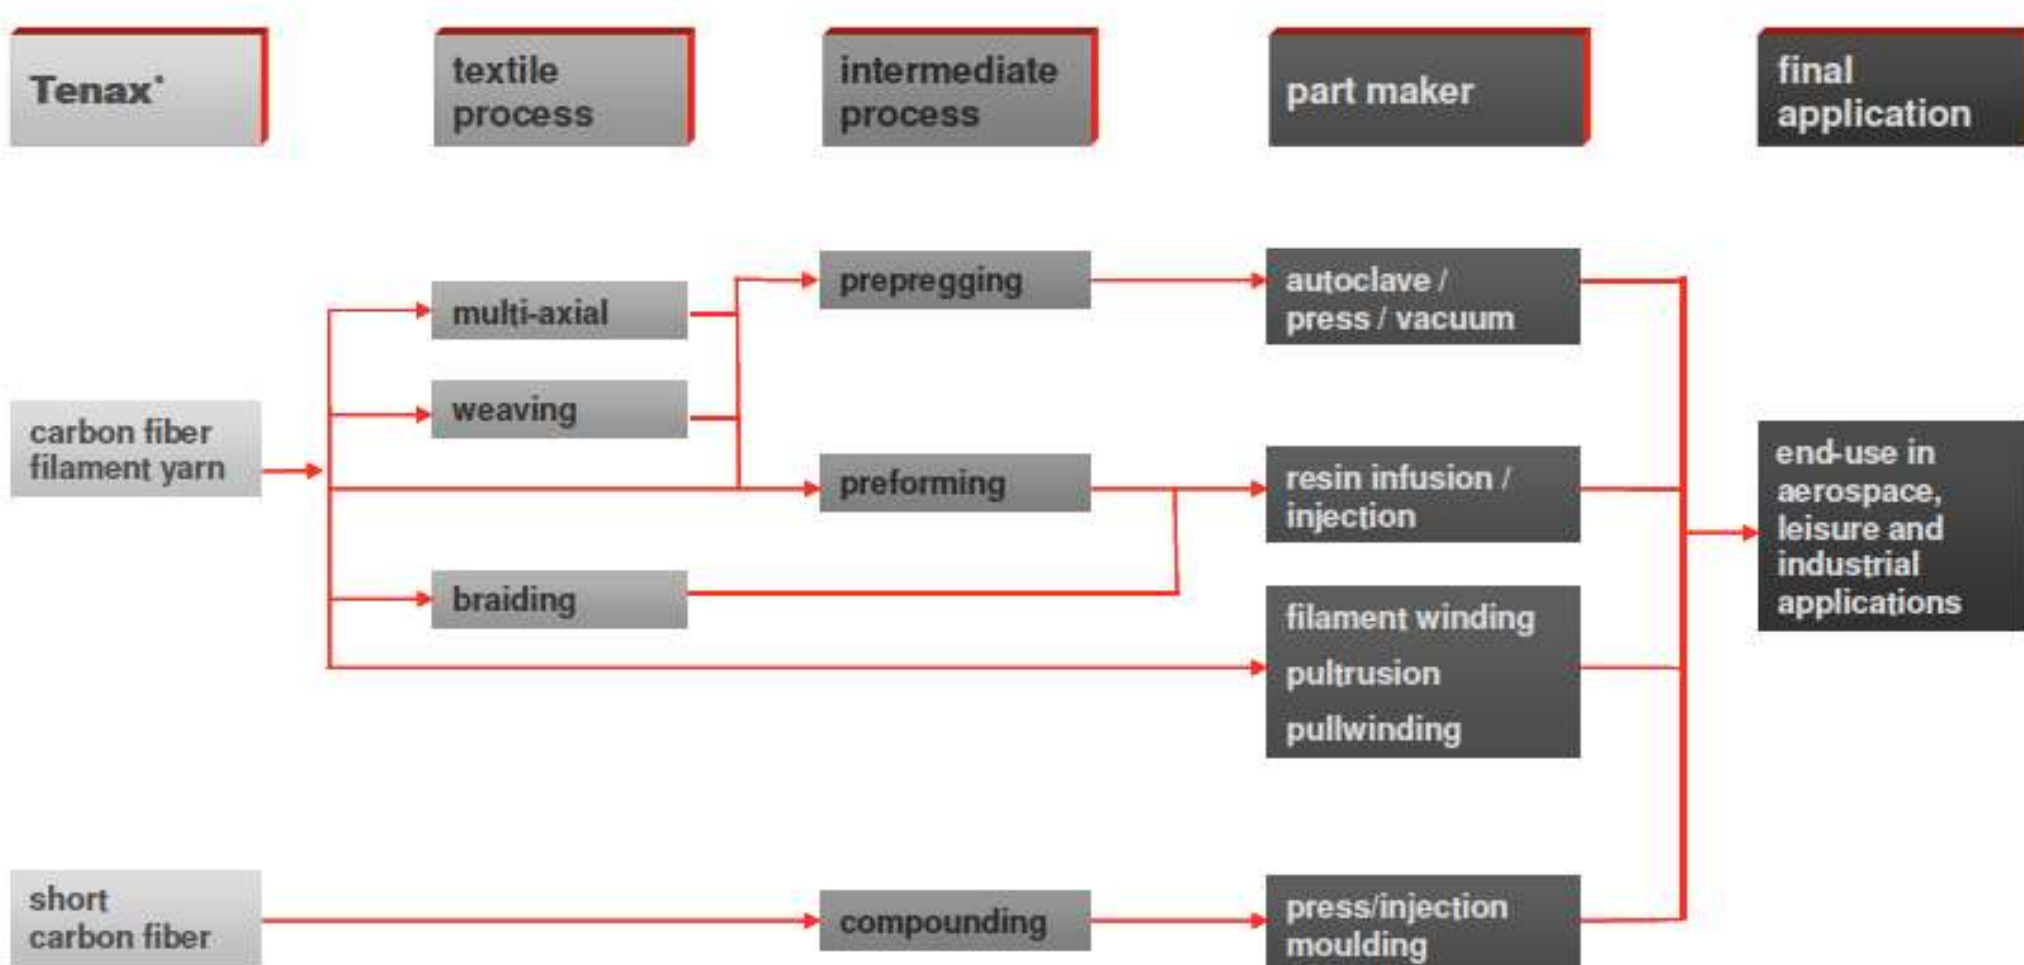 Tenax*
textile
process
intermediate
process
part maker
final
application
carbon fiber
filament yarn
multi-axial
weaving
braiding
prepregging
preforming
autoclave /
press / vacuum
resin infusion /
injection
filament winding
pultrusion
pullwinding
end-use in
aerospace,
leisure and
industrial
applications
short
carbon fiber
compounding
press/injection
moulding